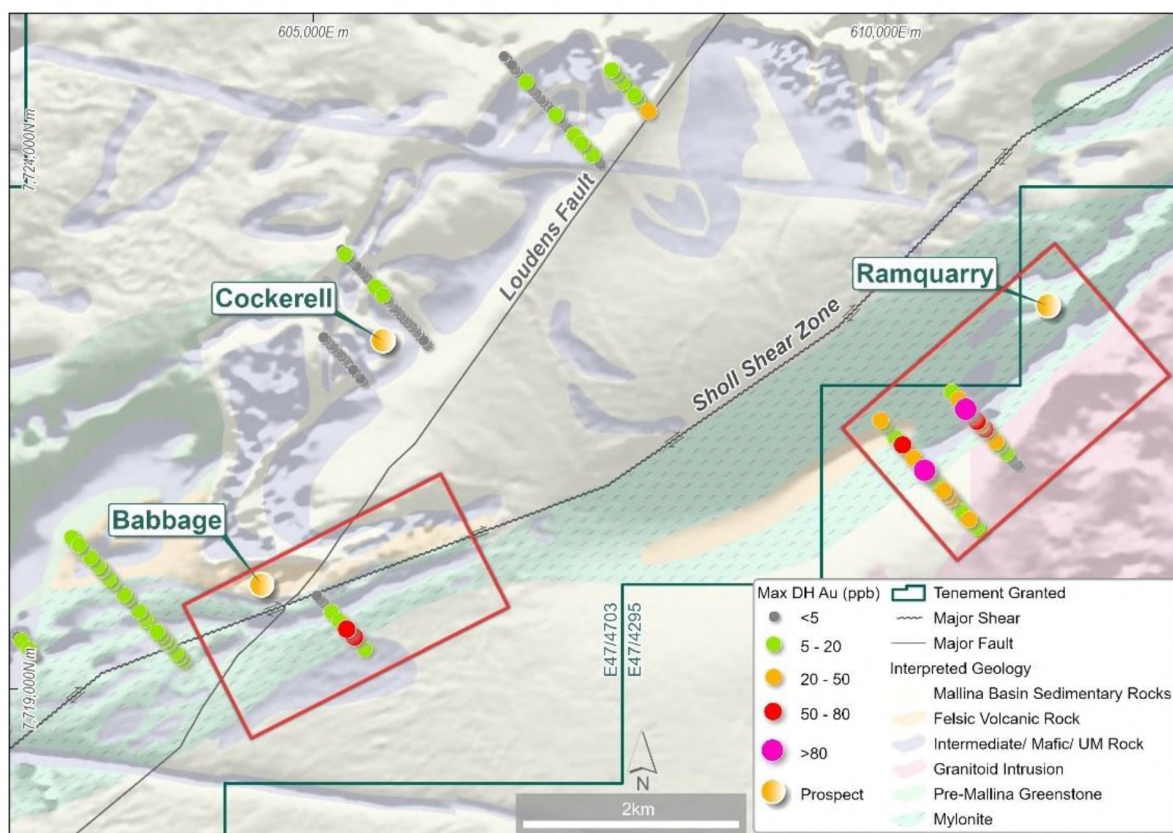 605,000E m
610,000E m
7,724,000N m
Loudens Fault
Ramquarry
Cockerell
Sholl Shear Zone
Babbage
7,719,000N m
E47/4703
E47/4295
N
2km
Max DH Au (ppb)
<5
5 - 20
20 - 50
50 - 80
>80
Prospect
Tenement Granted
Major Shear
Major Fault
Interpreted Geology
Mallina Basin Sedimentary Rocks
Felsic Volcanic Rock
Intermediate/ Mafic/ UM Rock
Granitoid Intrusion
Pre-Mallina Greenstone
Mylonite